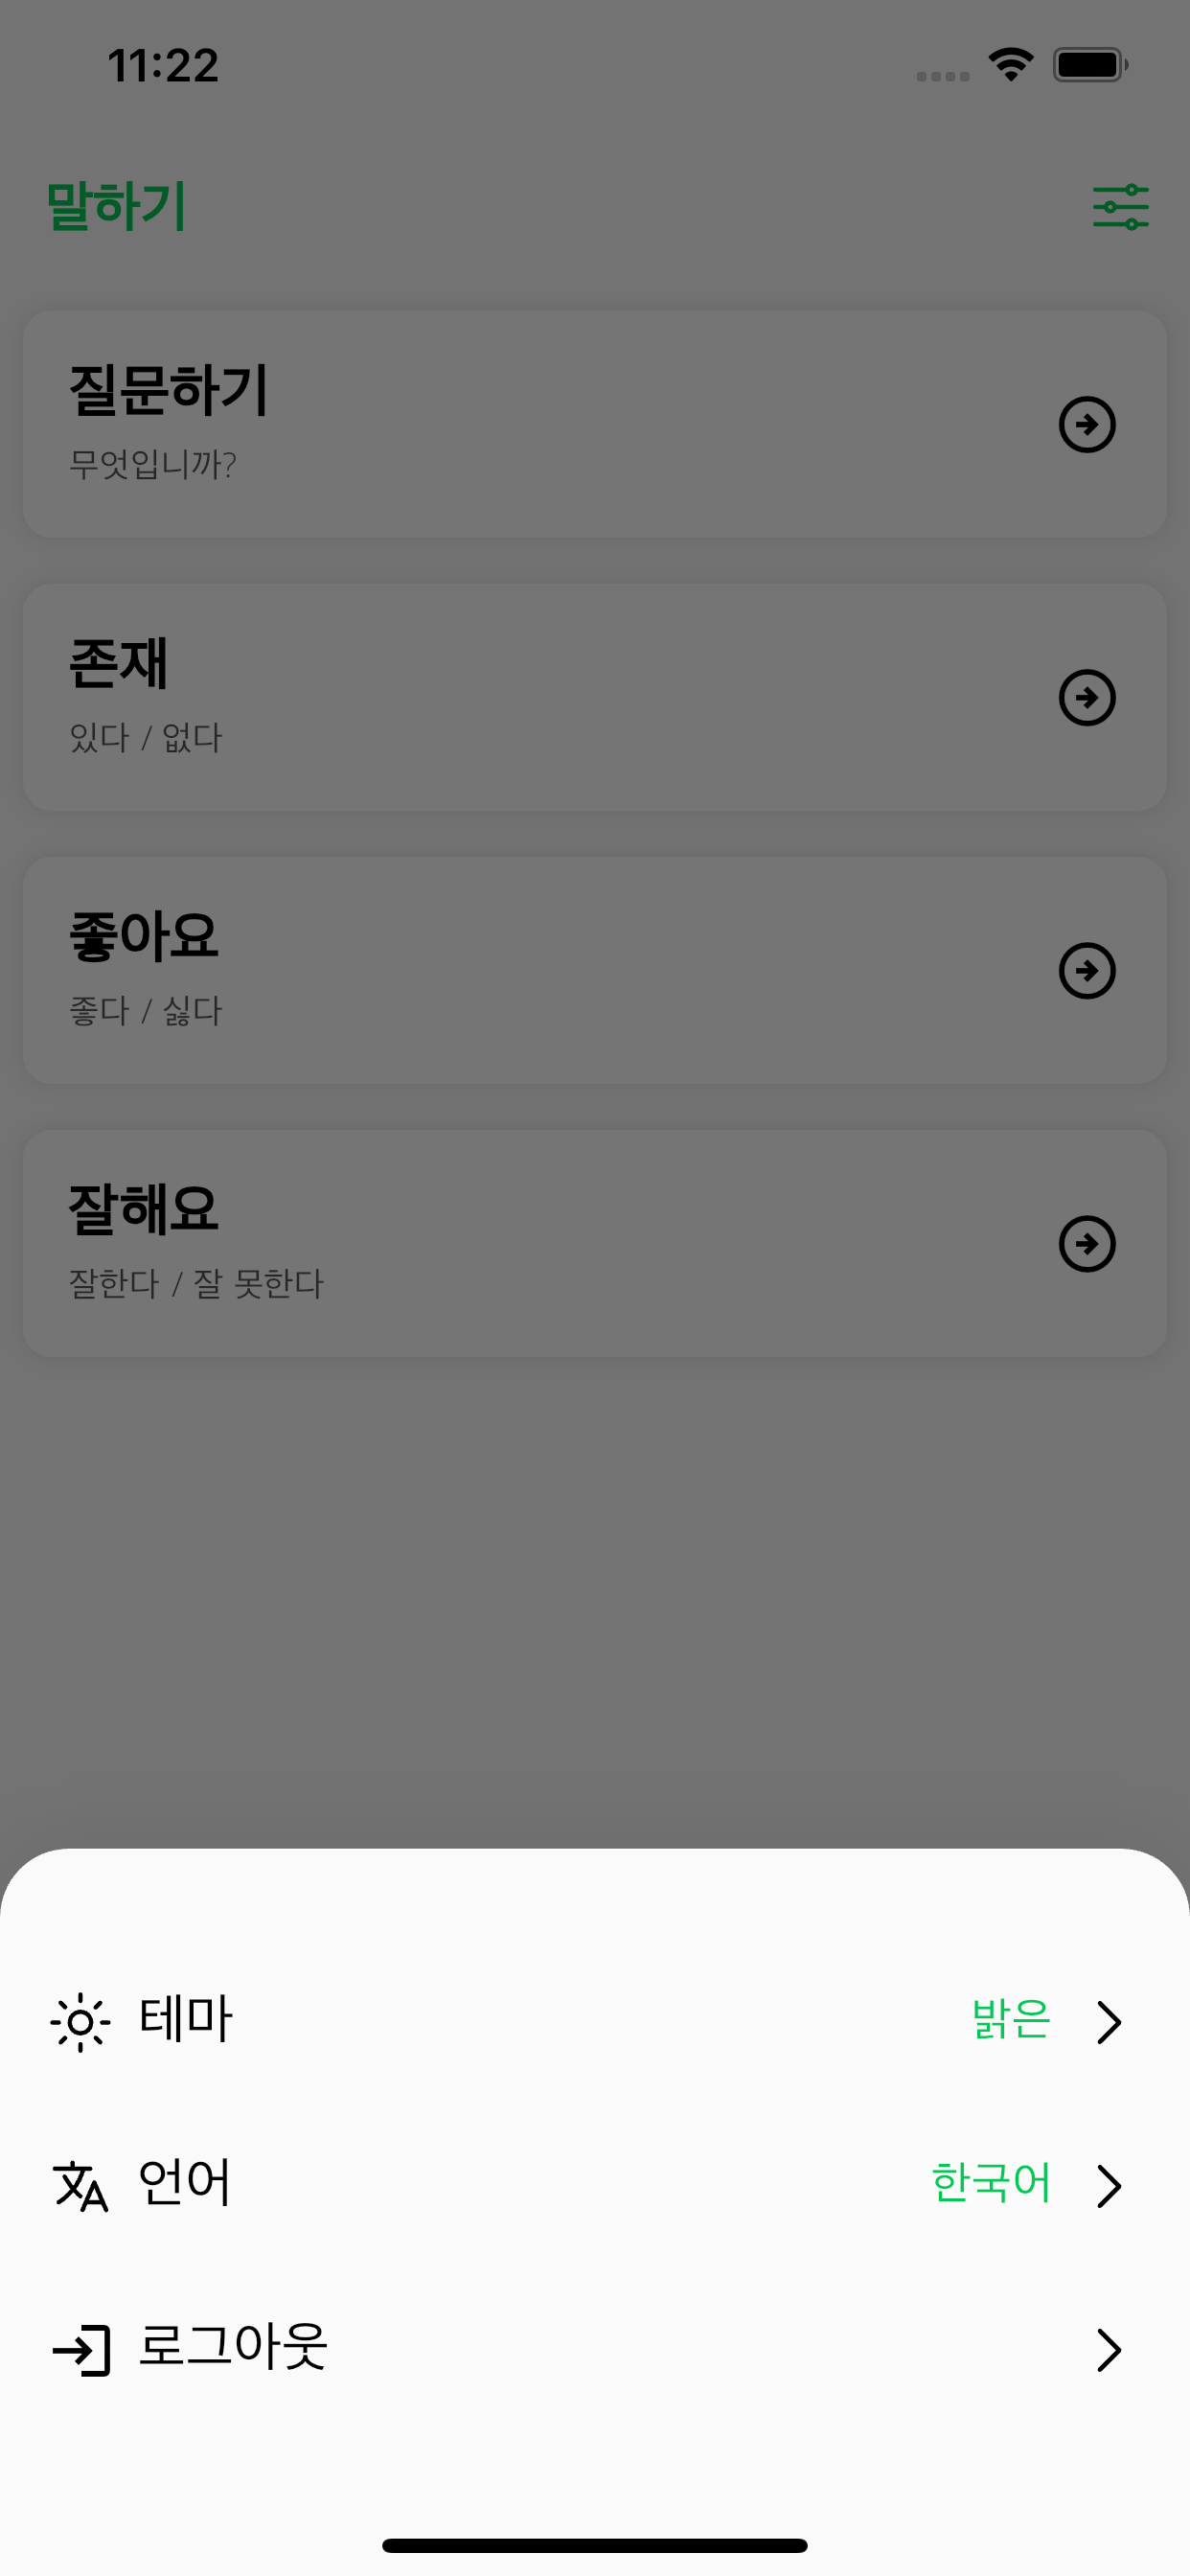 11:22
말하기
질문하기
무엇입니까?
존재
있다 / 없다
좋아요
좋다 / 싫다
잘해요
잘한다 / 잘 못한다
테마
밝은
언어
한국어
로그아웃